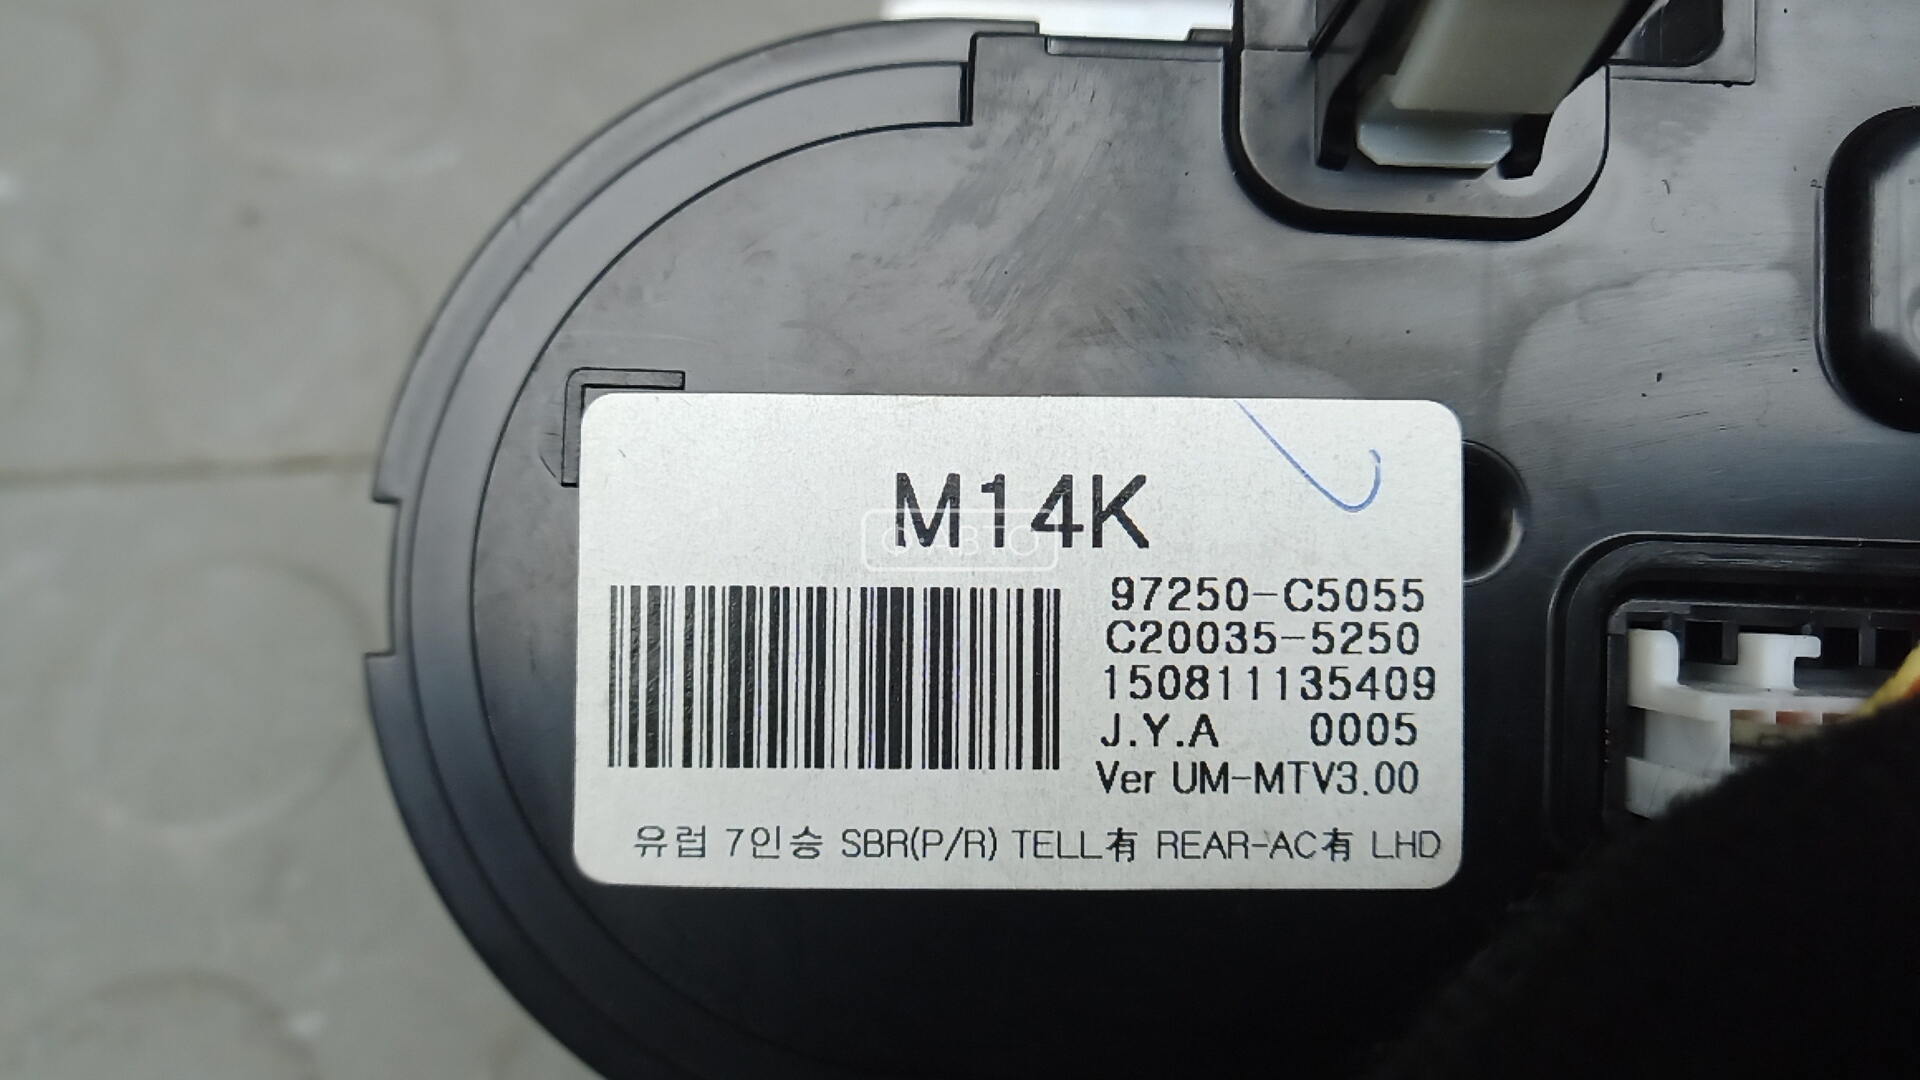 M14K
97250-C5055
C20035-5250
150811135409
J.Y.A 0005
Ver UM-MTV3.00
유럽 7인승 SBR(P/R) TELL有 REAR-AC有 LHD